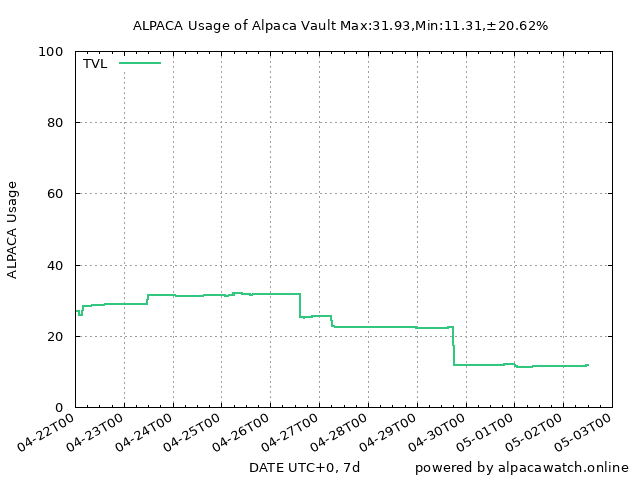 ALPACA Usage of Alpaca Vault Max:31.93,Min:11.31,±20.62%
100
TVL
80
60
40
20
0
ALPACA Usage
04-22T00
04-23T00
04-24T00
04-25T00
04-26T00
04-27T00
04-28T00
04-29T00
04-30T00
05-01T00
05-02T00
05-03T00
DATE UTC+0, 7d
powered by alpacawatch.online